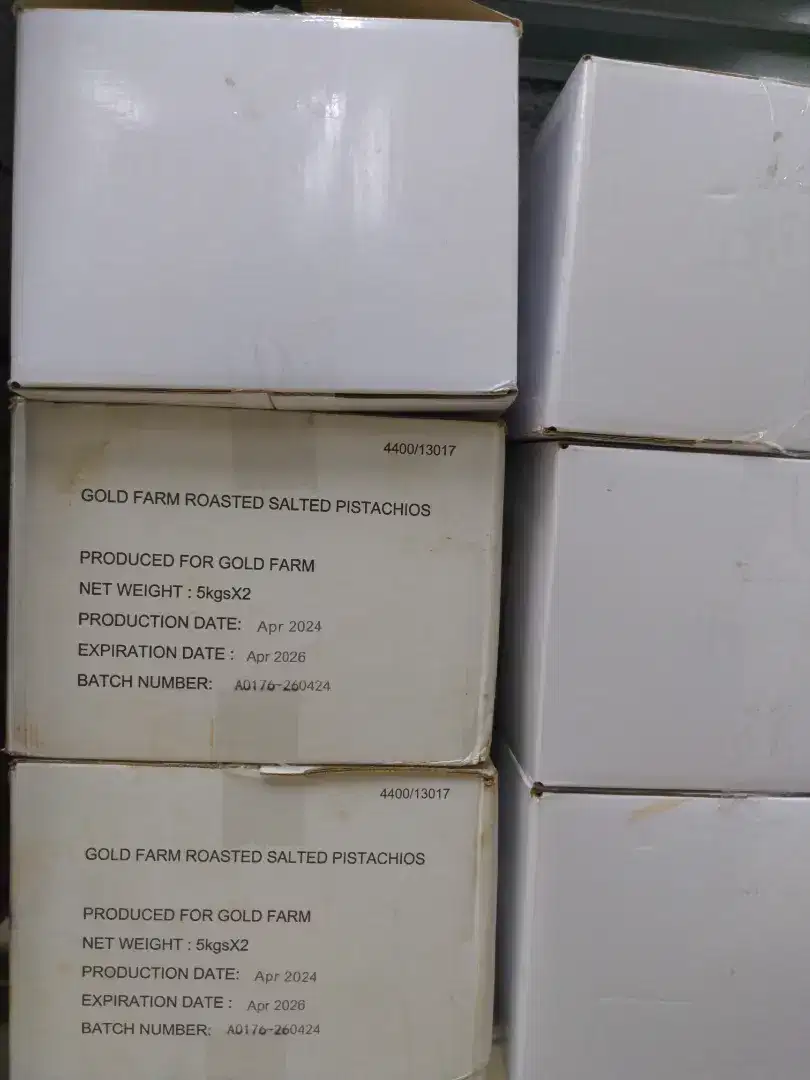 4400/13017
GOLD FARM ROASTED SALTED PISTACHIOS
PRODUCED FOR GOLD FARM
NET WEIGHT : 5kgsX2
PRODUCTION DATE: Apr 2024
EXPIRATION DATE : Apr 2026
BATCH NUMBER: A0176-260424
4400/13017
GOLD FARM ROASTED SALTED PISTACHIOS
PRODUCED FOR GOLD FARM
NET WEIGHT : 5kgsX2
PRODUCTION DATE: Apr 2024
EXPIRATION DATE : Apr 2026
BATCH NUMBER: A0176-260424